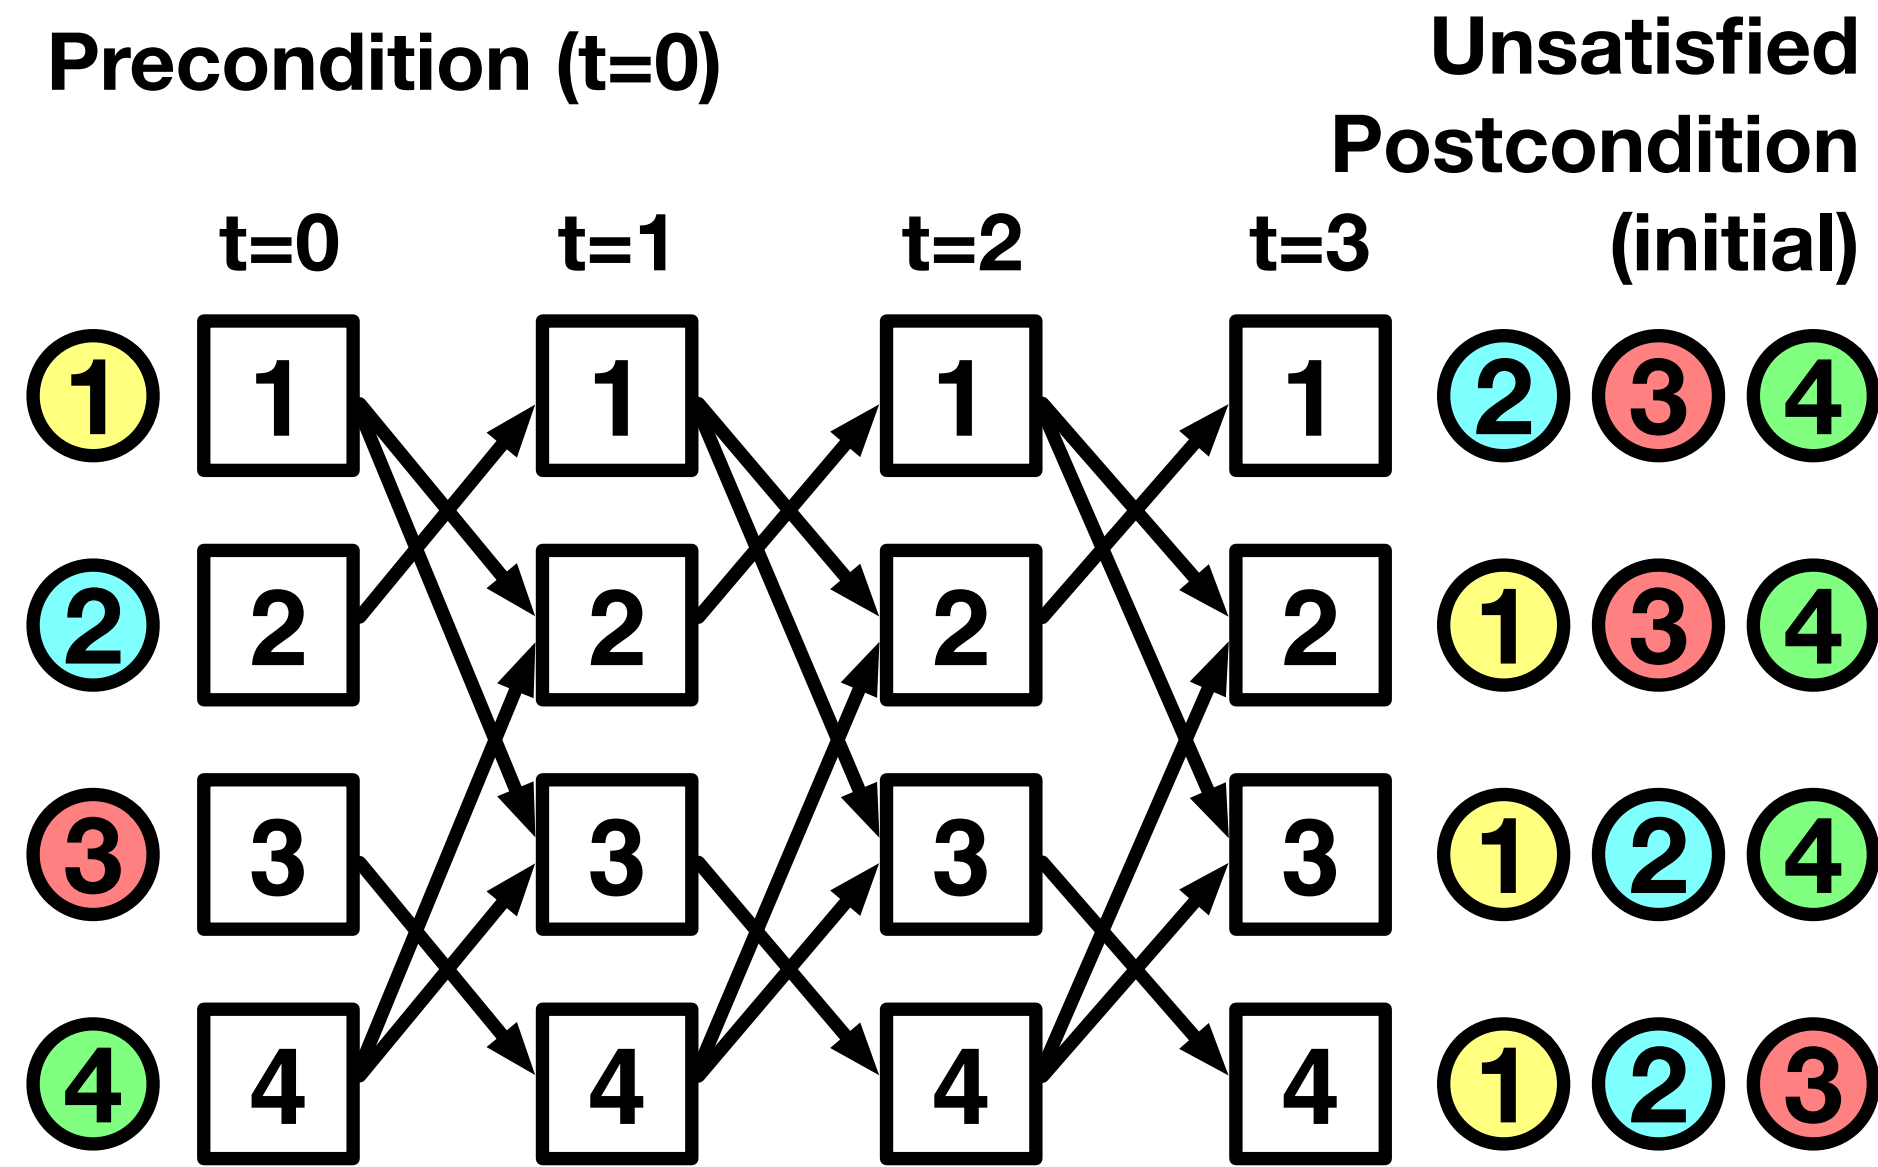 Precondition (t=0)
Unsatisfied
Postcondition
(initial)
t=0 t=1 t=2 t=3
1 1 1 1 1 2 3 4
2 2 2 2 2 1 3 4
3 3 3 3 3 1 2 4
4 4 4 4 4 1 2 3